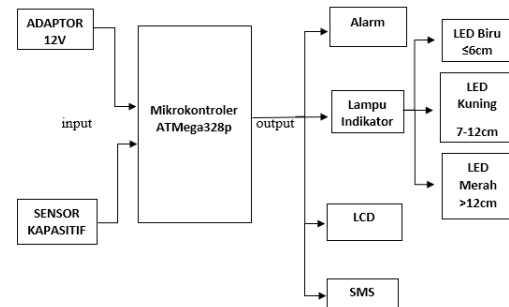 ADAPTOR
12V
input
SENSOR
KAPASITIF
Mikrokontroler
ATMega328p
output
Alarm
Lampu
Indikator
LCD
SMS
LED Biru
≤6cm
LED
Kuning
7-12cm
LED
Merah
>12cm